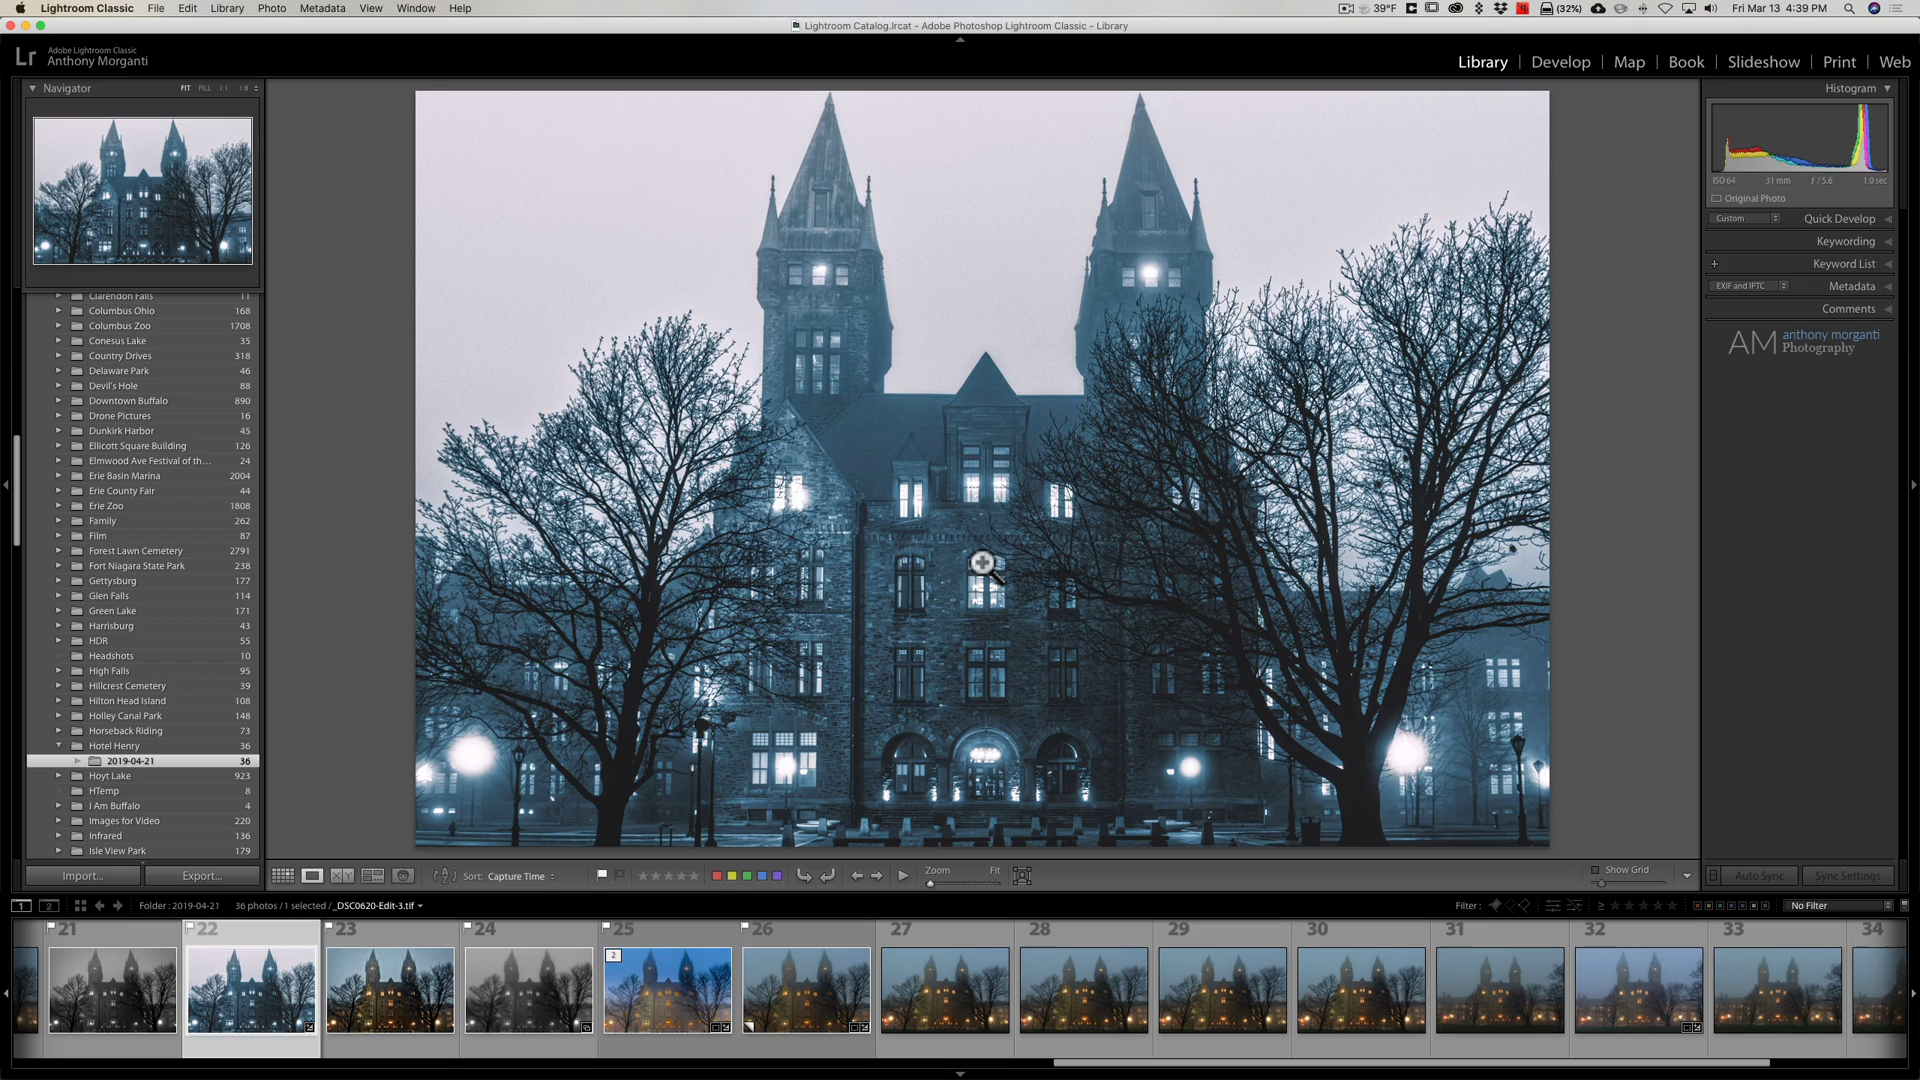 Lightroom Classic File Edit Library Photo Metadata View Window Help
39°F (32%) Fri Mar 13 4:39 PM
Lightroom Catalog.lrcat - Adobe Photoshop Lightroom Classic - Library
Lr Adobe Lightroom Classic
Anthony Morganti
Library | Develop | Map | Book | Slideshow | Print | Web
Navigator FIT FILL 1:1 1:8
Clarendon Falls 11
Columbus Ohio 168
Columbus Zoo 1708
Conesus Lake 35
Country Drives 318
Delaware Park 46
Devil's Hole 88
Downtown Buffalo 890
Drone Pictures 16
Dunkirk Harbor 45
Ellicott Square Building 126
Elmwood Ave Festival of th... 24
Erie Basin Marina 2004
Erie County Fair 44
Erie Zoo 1808
Family 262
Film 87
Forest Lawn Cemetery 2791
Fort Niagara State Park 238
Gettysburg 177
Glen Falls 114
Green Lake 171
Harrisburg 43
HDR 55
Headshots 10
High Falls 95
Hillcrest Cemetery 39
Hilton Head Island 108
Holley Canal Park 148
Horseback Riding 73
Hotel Henry 36
2019-04-21 36
Hoyt Lake 923
HTemp 8
I Am Buffalo 4
Images for Video 220
Infrared 136
Isle View Park 179
Import... Export...
Histogram
ISO 64 31 mm ƒ / 5.6 1.0 sec
Original Photo
Custom Quick Develop
Keywording
+ Keyword List
EXIF and IPTC Metadata
Comments
AM anthony morganti
Photography
Sort: Capture Time Zoom Fit Show Grid
Auto Sync Sync Settings
1 2 Folder : 2019-04-21 36 photos / 1 selected / _DSC0620-Edit-3.tif Filter : No Filter
21 22 23 24 25 26 27 28 29 30 31 32 33 34
2